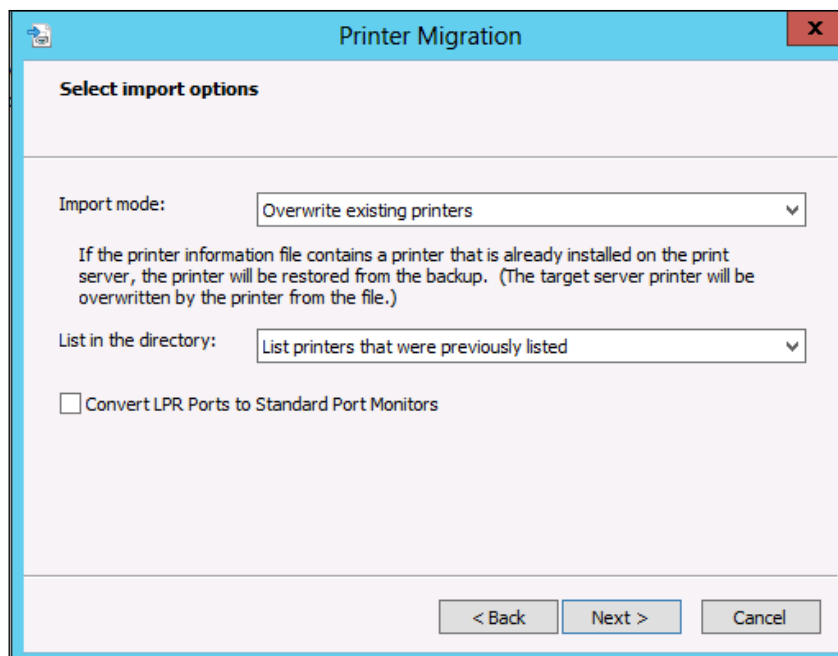 Printer Migration
x
Select import options
Import mode:
Overwrite existing printers
If the printer information file contains a printer that is already installed on the print
server, the printer will be restored from the backup.  (The target server printer will be
overwritten by the printer from the file.)
List in the directory:
List printers that were previously listed
Convert LPR Ports to Standard Port Monitors
< Back
Next >
Cancel